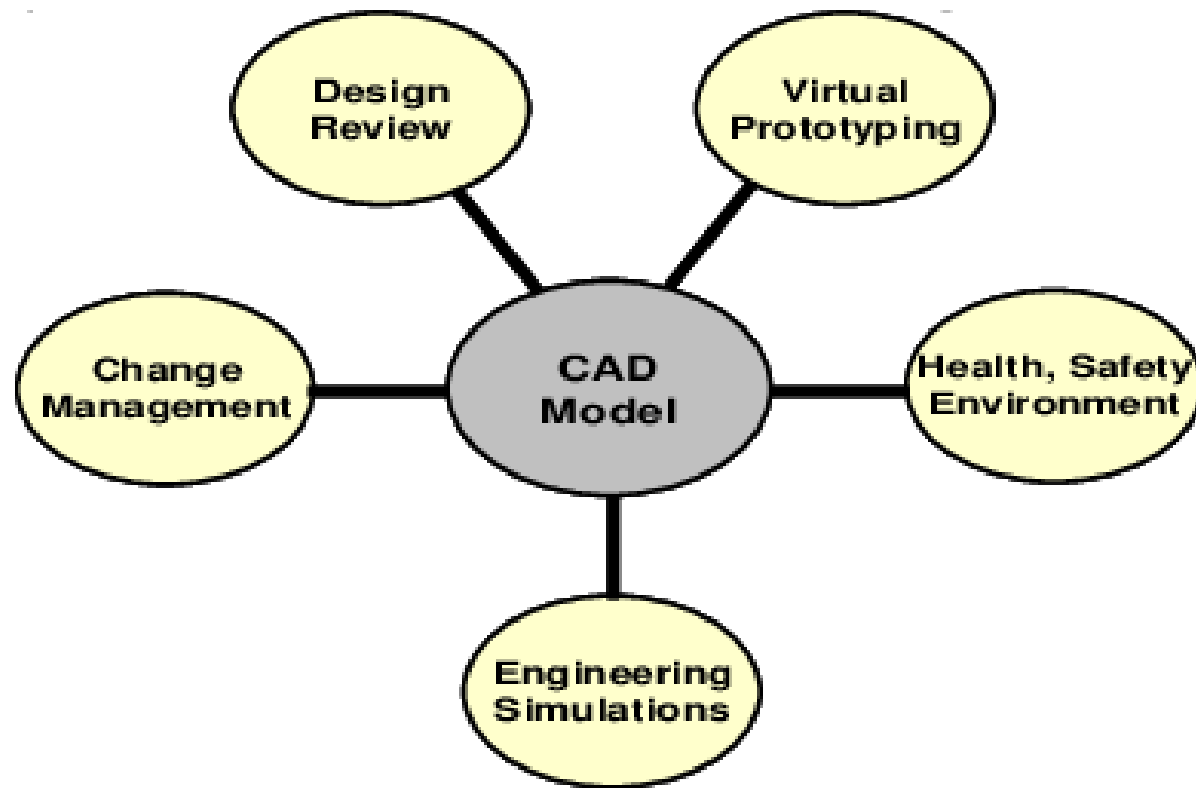 Design
Review
Virtual
Prototyping
Change
Management
CAD
Model
Health, Safety
Environment
Engineering
Simulations